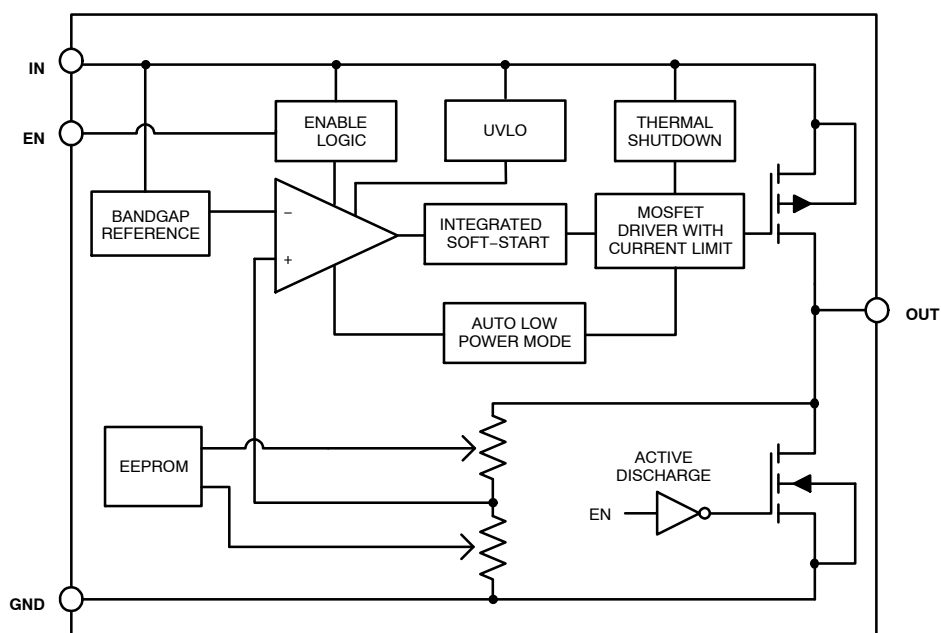 IN
EN
ENABLE
LOGIC
UVLO
THERMAL
SHUTDOWN
BANDGAP
REFERENCE
−
+
INTEGRATED
SOFT−START
MOSFET
DRIVER WITH
CURRENT LIMIT
AUTO LOW
POWER MODE
OUT
EEPROM
ACTIVE
DISCHARGE
EN
GND